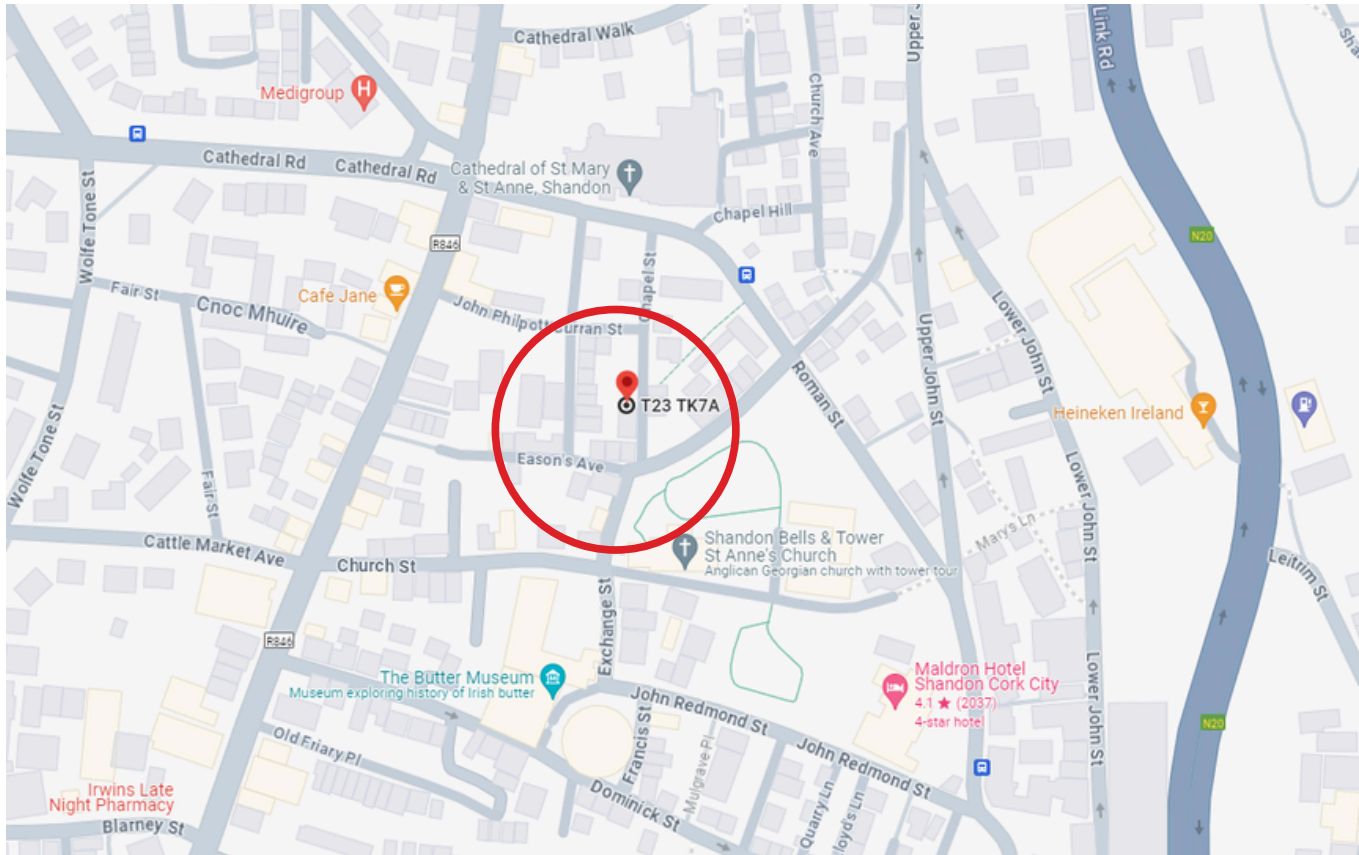 Cathedral Walk
Upper
Link Rd
Sha
Medigroup
Church Ave
Cathedral Rd
Cathedral Rd
Cathedral of St Mary
& St Anne, Shandon
Wolfe Tone St
Chapel Hill
N20
R846
Chapel St
Fair St
Cnoc Mhuire
Cafe Jane
John Philpott Curran St
Lower John St
Upper John St
Roman St
T23 TK7A
Heineken Ireland
Wolfe Tone St
Fair St
Eason's Ave
Lower John St
Cattle Market Ave
Church St
Shandon Bells & Tower
St Anne's Church
Anglican Georgian church with tower tour
Mary's Ln
Leitrim St
Exchange St
R846
The Butter Museum
Museum exploring history of Irish butter
John Redmond St
Maldron Hotel
Shandon Cork City
4.1 ★ (2037)
4-star hotel
Lower John St
N20
Old Friary Pl
Francis St
Mulgrave Pl
John Redmond St
Irwins Late
Night Pharmacy
Dominick St
Quarry Ln
loyd's Ln
Blarney St